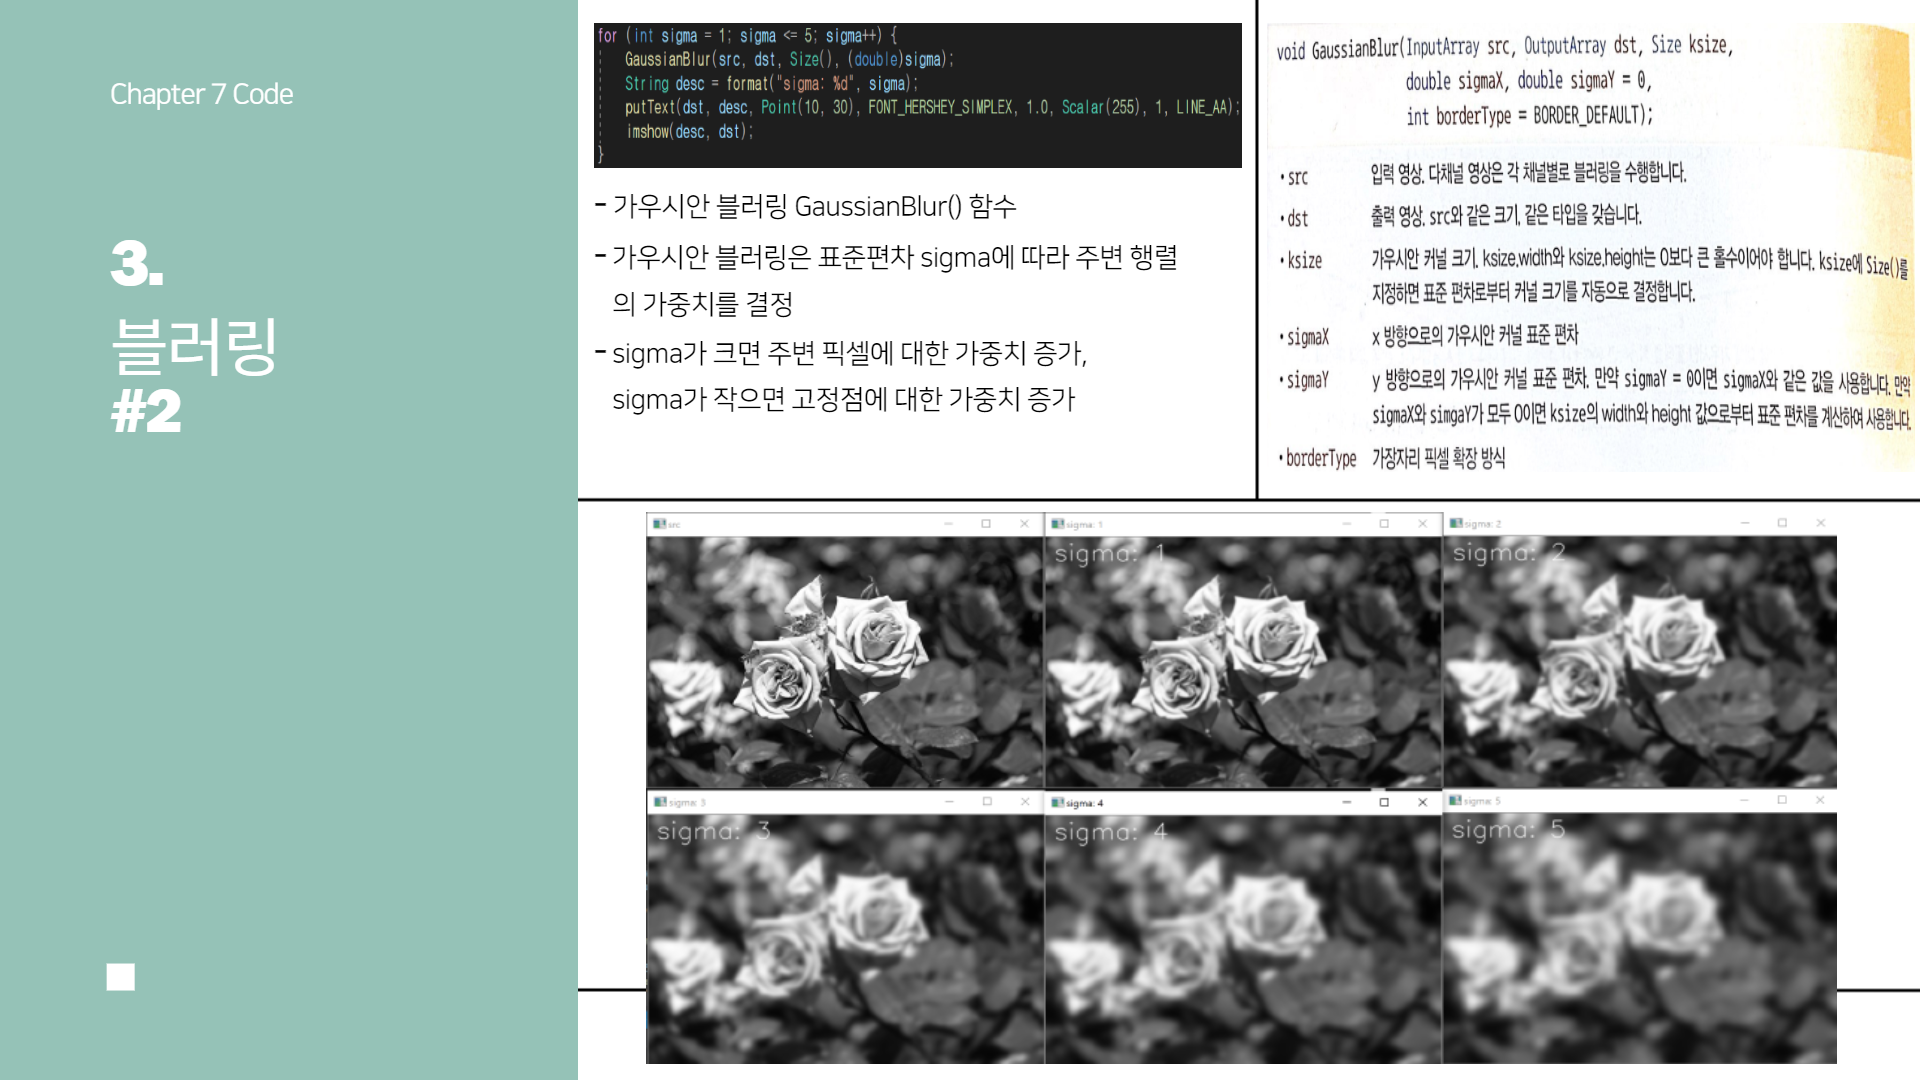 Chapter 7 Code
3.
블러링
#2
for (int sigma = 1; sigma <= 5; sigma++) {
GaussianBlur(src, dst, Size(), (double)sigma);
String desc = format("sigma: %d", sigma);
putText(dst, desc, Point(10, 30), FONT_HERSHEY_SIMPLEX, 1.0, Scalar(255), 1, LINE_AA);
imshow(desc, dst);
}
- 가우시안 블러링 GaussianBlur() 함수
- 가우시안 블러링은 표준편차 sigma에 따라 주변 행렬
의 가중치를 결정
- sigma가 크면 주변 픽셀에 대한 가중치 증가,
sigma가 작으면 고정점에 대한 가중치 증가
void GaussianBlur(InputArray src, OutputArray dst, Size ksize,
double sigmaX, double sigmaY = 0,
int borderType = BORDER_DEFAULT);
• src 입력 영상. 다채널 영상은 각 채널별로 블러링을 수행합니다.
• dst 출력 영상. src와 같은 크기, 같은 타입을 갖습니다.
• ksize 가우시안 커널 크기. ksize.width와 ksize.height는 0보다 큰 홀수이어야 합니다. ksize에 Size()를
지정하면 표준 편차로부터 커널 크기를 자동으로 결정합니다.
• sigmaX x 방향으로의 가우시안 커널 표준 편차
• sigmaY y 방향으로의 가우시안 커널 표준 편차. 만약 sigmaY = 0이면 sigmaX와 같은 값을 사용합니다. 만약
sigmaX와 simgaY가 모두 0이면 ksize의 width와 height 값으로부터 표준 편차를 계산하여 사용합니다.
• borderType 가장자리 픽셀 확장 방식
src
sigma: 1
sigma: 2
sigma: 1
sigma: 2
sigma: 3
sigma: 4
sigma: 5
sigma: 3
sigma: 4
sigma: 5